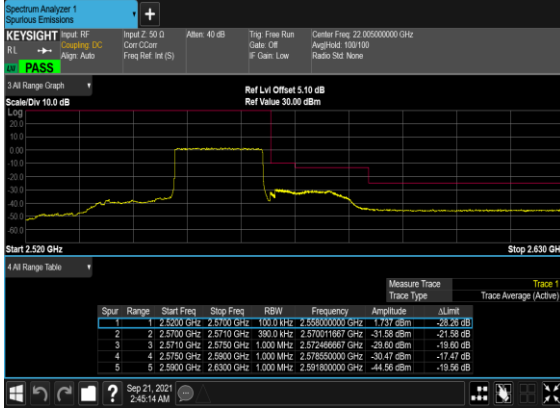 Spectrum Analyzer 1
Spurious Emissions
KEYSIGHT Input: RF Input Z: 50 Ω Atten: 40 dB Trig: Free Run Center Freq: 22.005000000 GHz
RL Coupling: DC Corr CCorr Gate: Off Avg|Hold: 100/100
Align: Auto Freq Ref: Int (S) IF Gain: Low Radio Std: None
PASS
3.All Range Graph
Ref Lvl Offset 5.10 dB
Scale/Div 10.0 dB Ref Value 30.00 dBm
Log
20.0
10.0
0.00
-10.0
-20.0
-30.0
-40.0
-50.0
-60.0
Start 2.520 GHz Stop 2.630 GH
4.All Range Table
Measure Trace Trace 1
Trace Type Trace Average (Active)
Spur Range Start Freq Stop Freq RBW Frequency Amplitude ΔLimit
1 1 2.5200 GHz 2.5700 GHz 100.0 kHz 2.558000000 GHz 1.737 dBm -28.26 dB
2 2 2.5700 GHz 2.5710 GHz 390.0 kHz 2.570011667 GHz -31.58 dBm -21.58 dB
3 3 2.5710 GHz 2.5750 GHz 1.000 MHz 2.572466667 GHz -29.60 dBm -19.60 dB
4 4 2.5750 GHz 2.5900 GHz 1.000 MHz 2.578550000 GHz -30.47 dBm -17.47 dB
5 5 2.5900 GHz 2.6300 GHz 1.000 MHz 2.591800000 GHz -44.56 dBm -19.56 dB
? Sep 21, 2021
2:45:14 AM